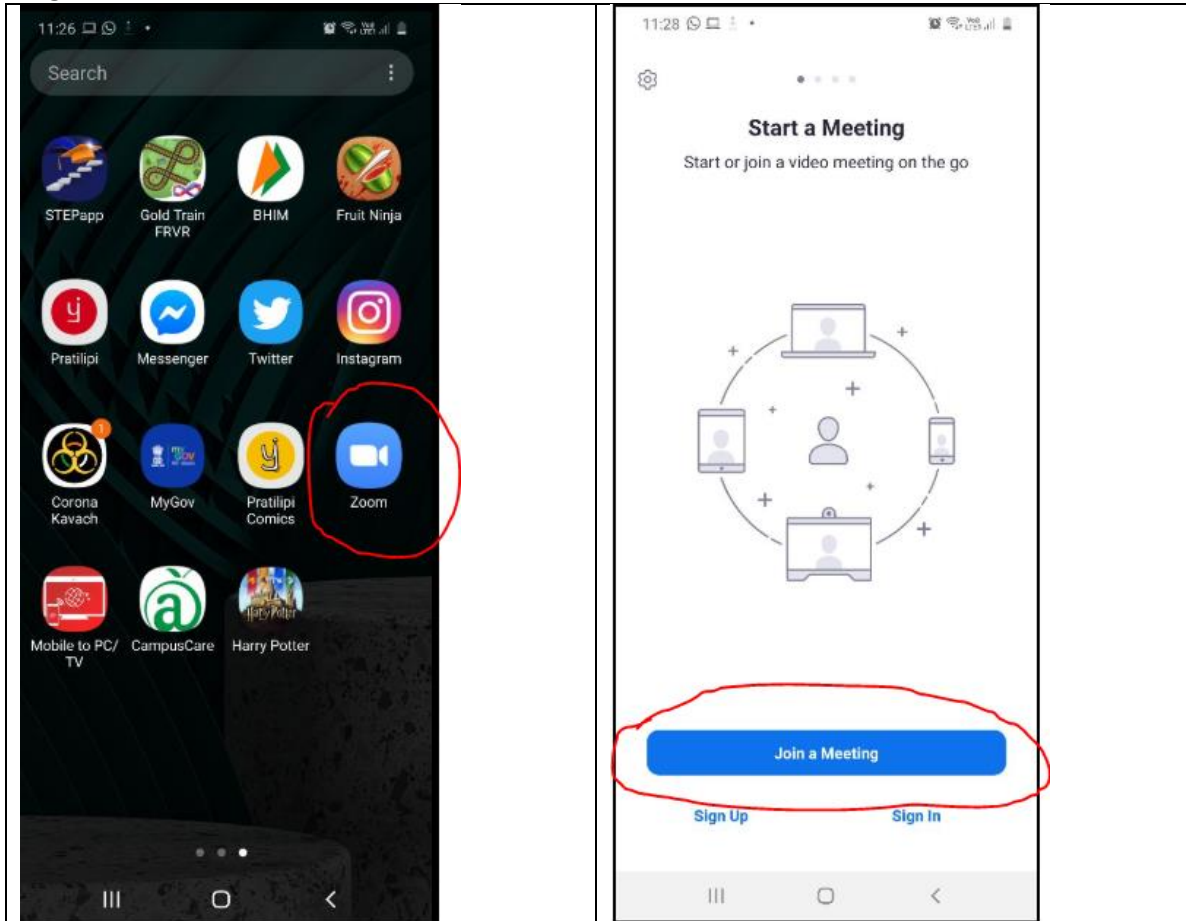 11:26
Search
STEPapp
Gold Train
FRVR
BHIM
Fruit Ninja
Pratilipi
Messenger
Twitter
Instagram
Corona
Kavach
MyGov
Pratilipi
Comics
Zoom
Mobile to PC/
TV
CampusCare
Harry Potter
11:28
Start a Meeting
Start or join a video meeting on the go
Join a Meeting
Sign Up
Sign In